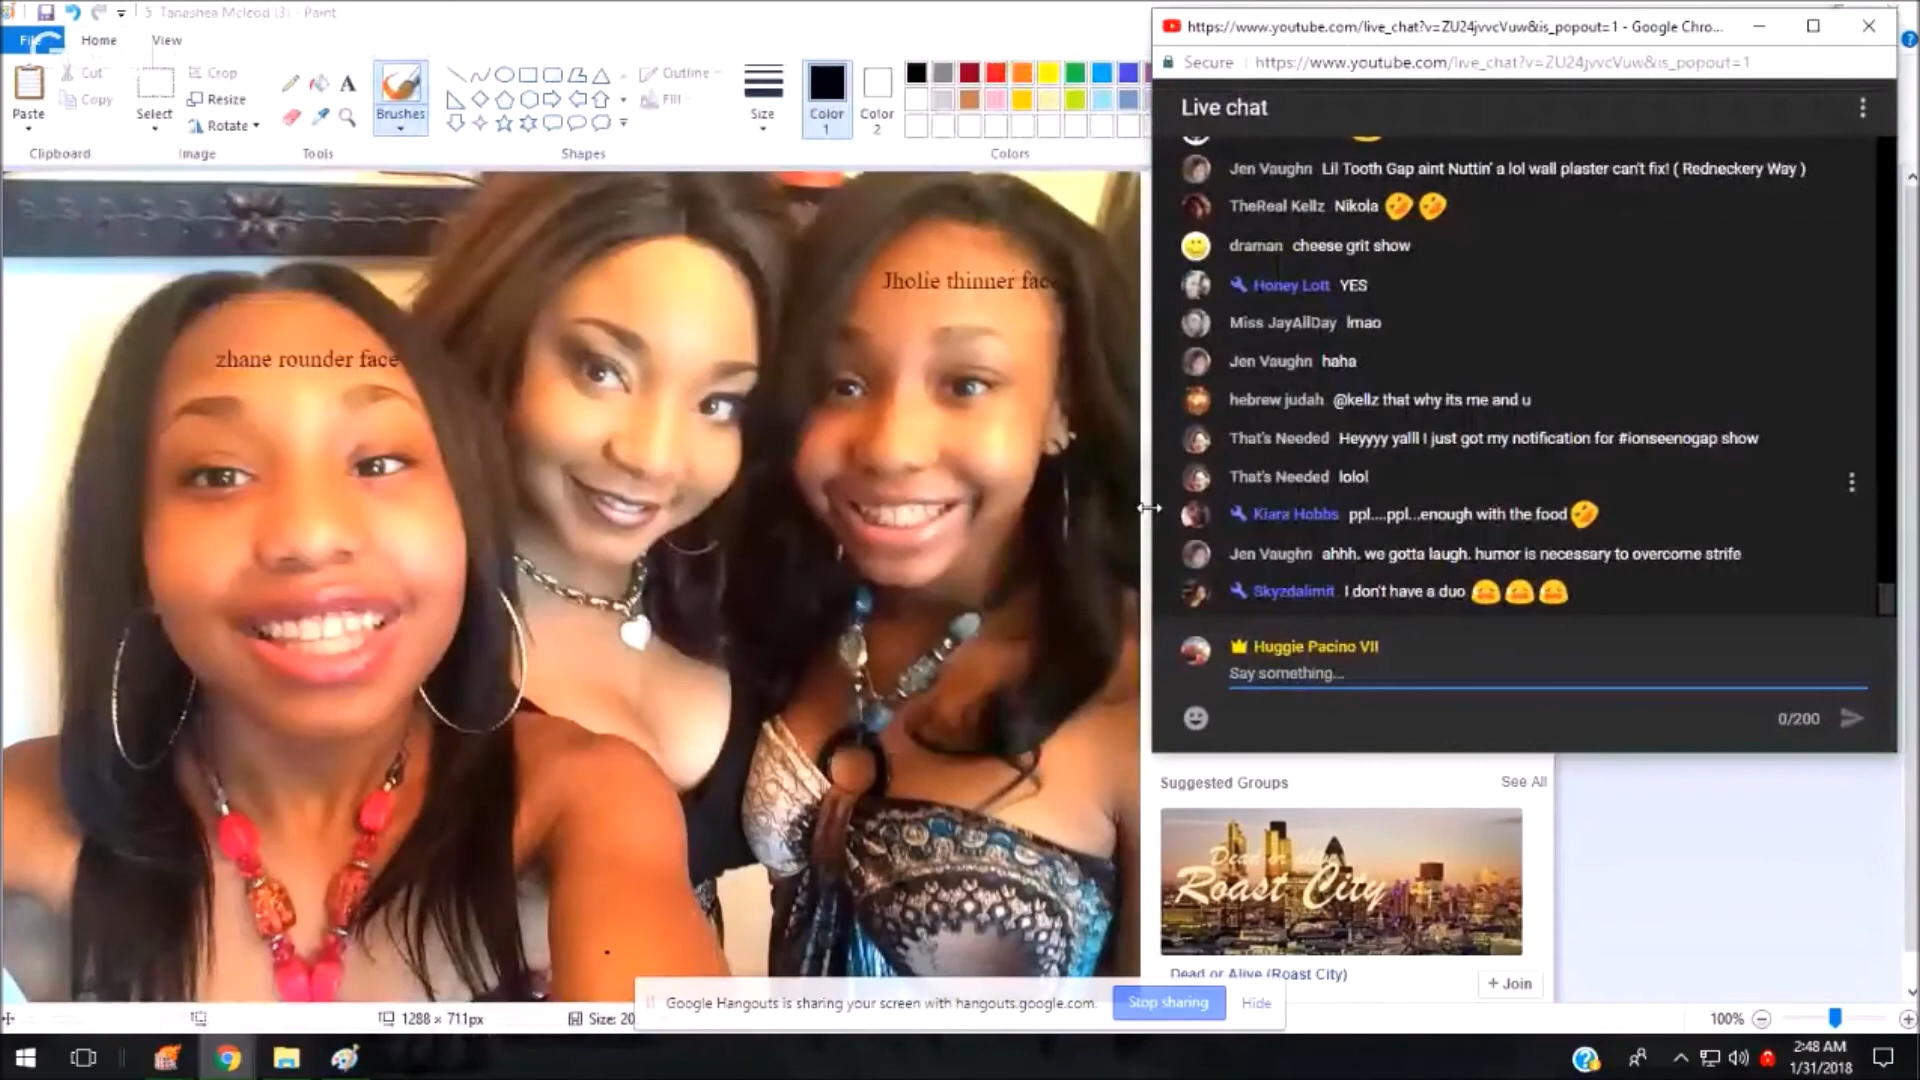 5 Tanashea Mcleod (3) - Paint
File
Home
View
Paste
Cut
Copy
Clipboard
Select
Crop
Resize
Rotate
Image
A
Tools
Brushes
Outline
Fill
Shapes
Size
Color 1
Color 2
Colors
zhane rounder face
Jholie thinner face
https://www.youtube.com/live_chat?v=ZU24jvvcVuw&is_popout=1 - Google Chro...
Secure | https://www.youtube.com/live_chat?v=ZU24jvvcVuw&is_popout=1
Live chat
Jen Vaughn Lil Tooth Gap aint Nuttin' a lol wall plaster can't fix! ( Redneckery Way )
TheReal Kellz Nikola 🤣🤣
draman cheese grit show
Honey Lott YES
Miss JayAllDay lmao
Jen Vaughn haha
hebrew judah @kellz that why its me and u
That's Needed Heyyyy yalll I just got my notification for #ionseenogap show
That's Needed lolol
Kiara Hobbs ppl....ppl...enough with the food 🤣
Jen Vaughn ahhh. we gotta laugh. humor is necessary to overcome strife
Skyzdalimit I don't have a duo 😂😂😂
Huggie Pacino VII
Say something...
0/200
Suggested Groups
See All
Dead or alive
Roast City
Dead or Alive (Roast City)
+ Join
Google Hangouts is sharing your screen with hangouts.google.com.
Stop sharing
Hide
1288 × 711px
Size: 20
100%
2:48 AM
1/31/2018